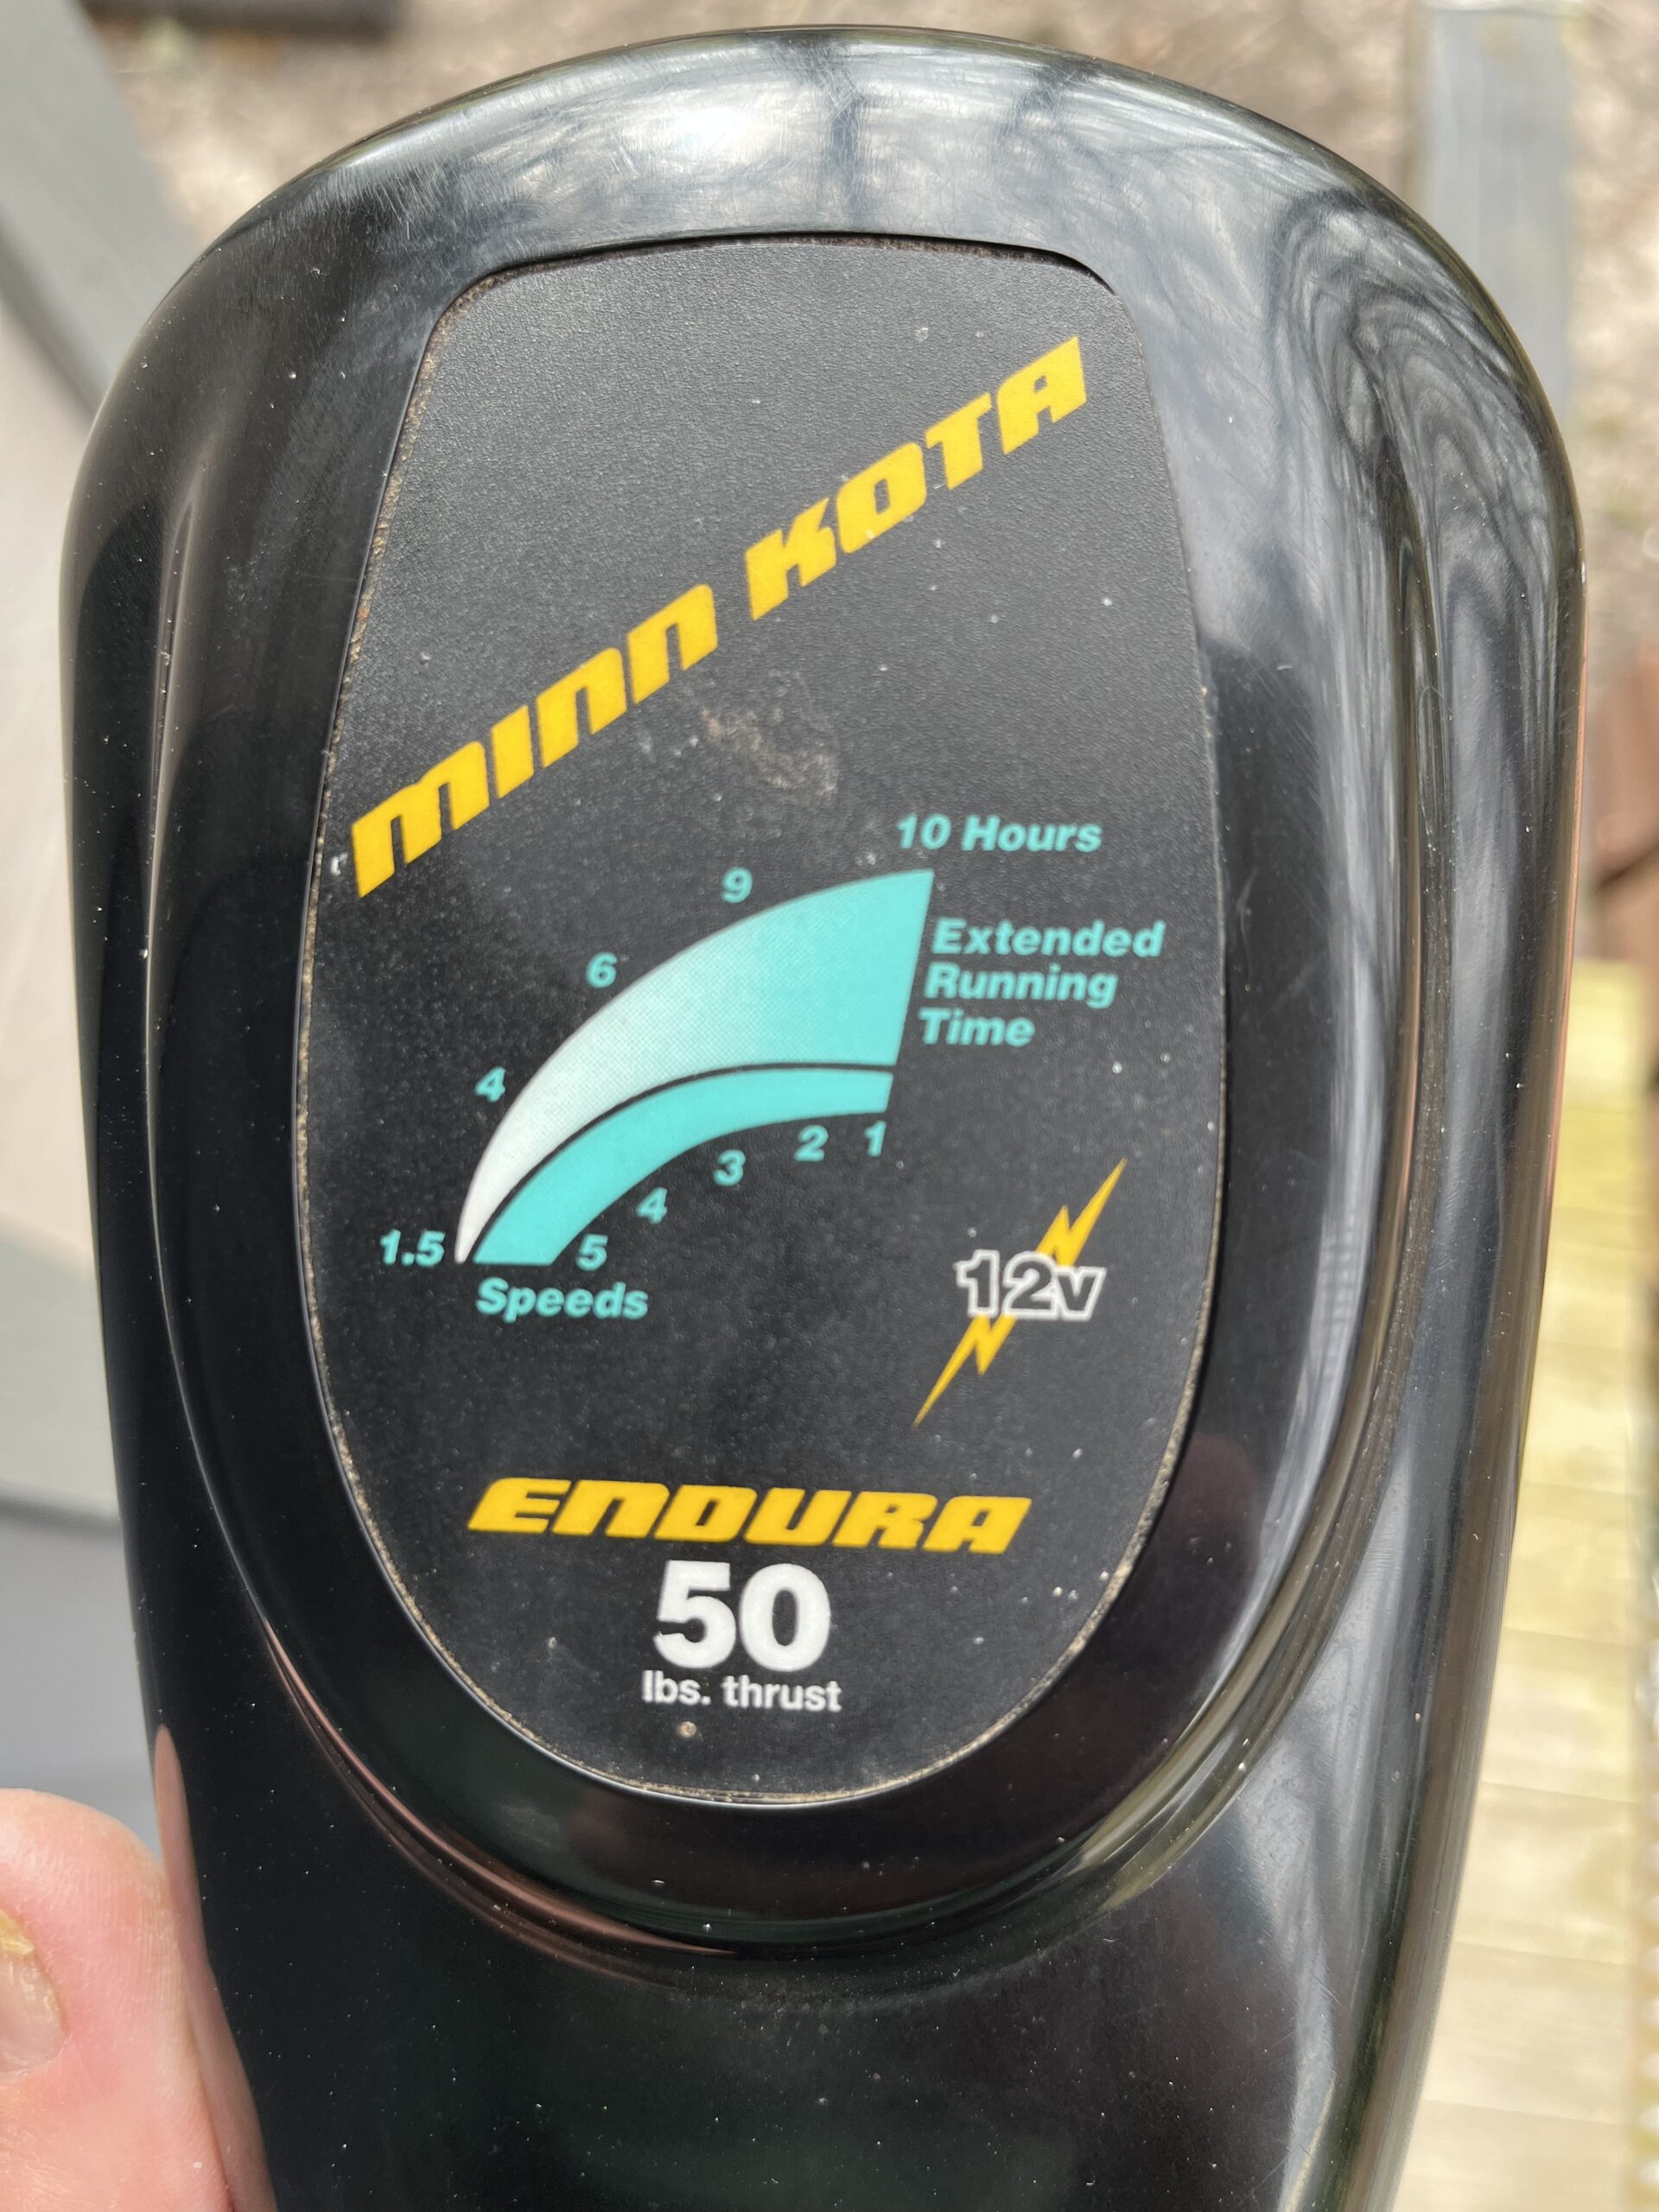 MINN KOTA
10 Hours
9
6
4
1.5
Extended
Running
Time
1
2
3
4
5
Speeds
12v
ENDURA
50
lbs. thrust